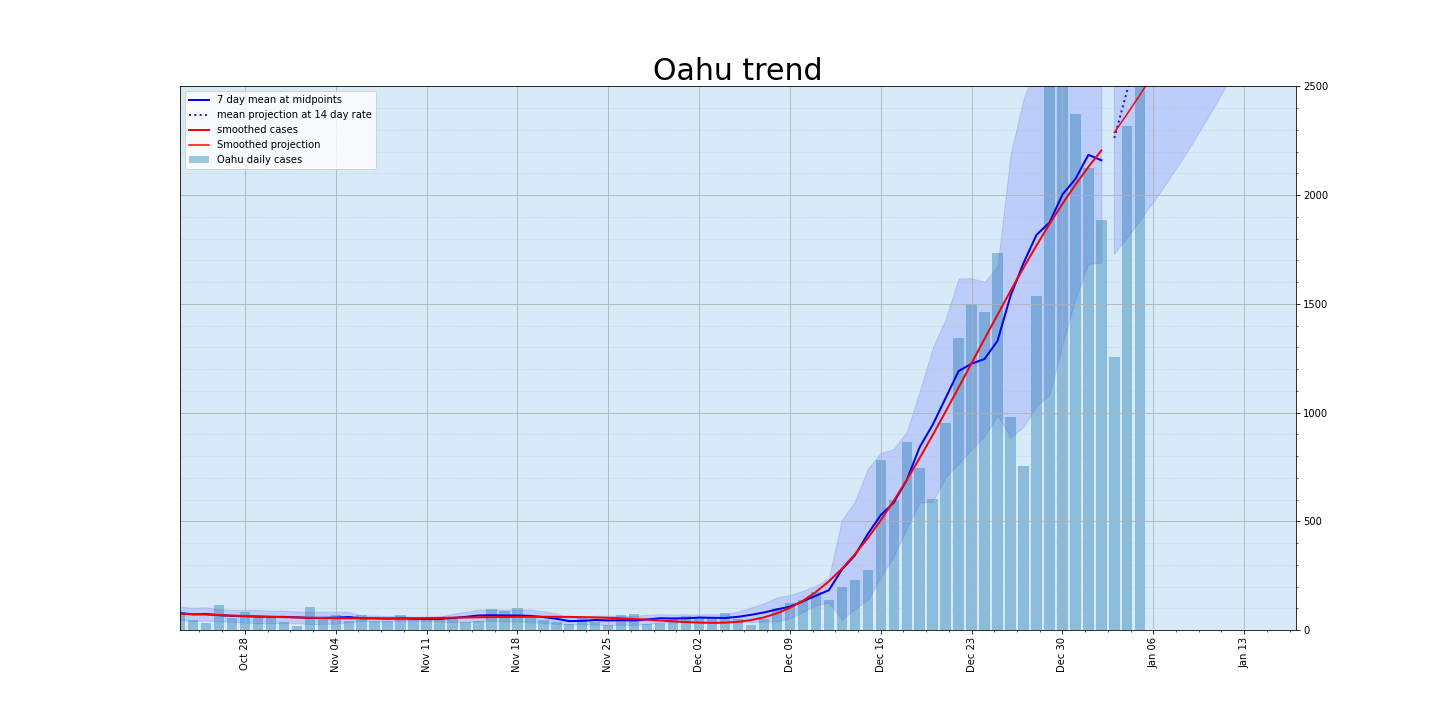 Oahu trend
7 day mean at midpoints
mean projection at 14 day rate
smoothed cases
Smoothed projection
Oahu daily cases
2500
2000
1500
1000
500
0
Oct 28
Nov 04
Nov 11
Nov 18
Nov 25
Dec 02
Dec 09
Dec 16
Dec 23
Dec 30
Jan 06
Jan 13